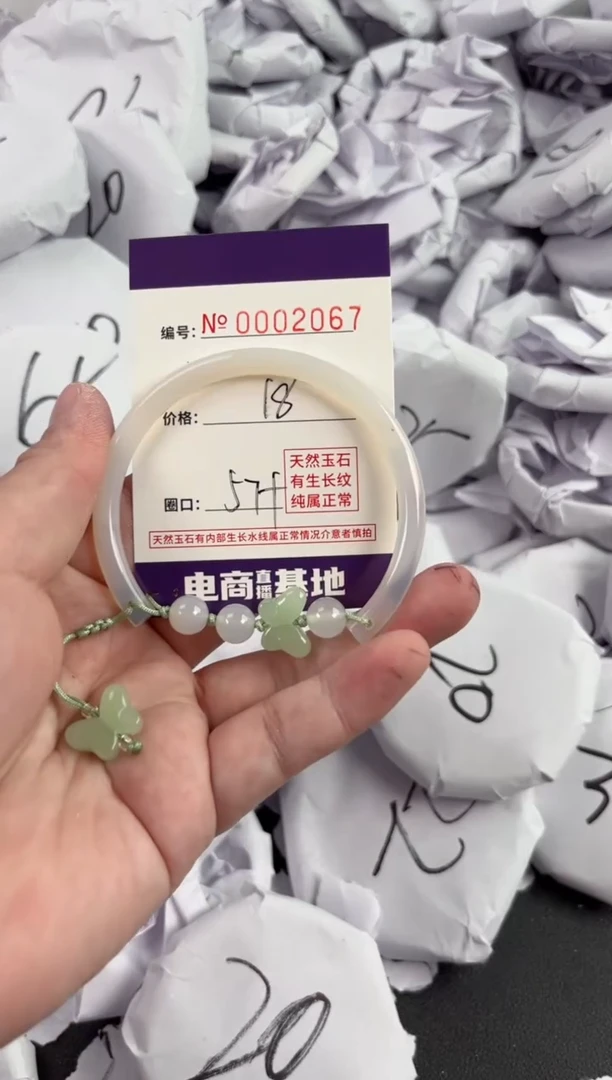 20
编号: № 0002067
价格: 18
天然玉石
有生长纹
纯属正常
圈口: 57+
天然玉石有内部生长水线属正常情况介意者慎拍
电商直播基地
20